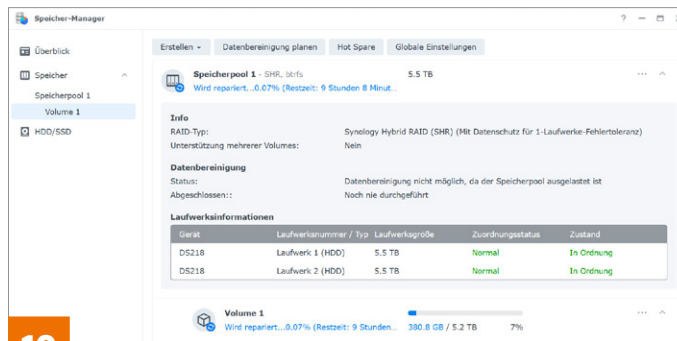 Speicher-Manager
Überblick
Speicher
Speicherpool 1
Volume 1
HDD/SSD
Erstellen Datenbereinigung planen Hot Spare Globale Einstellungen
Speicherpool 1 - SHR, btrfs 5.5 TB
Wird repariert...0.07% (Restzeit: 9 Stunden 8 Minut...
Info
RAID-Typ: Synology Hybrid RAID (SHR) (Mit Datenschutz für 1-Laufwerke-Fehlertoleranz)
Unterstützung mehrerer Volumes: Nein
Datenbereinigung
Status: Datenbereinigung nicht möglich, da der Speicherpool ausgelastet ist
Abgeschlossen:: Noch nie durchgeführt
Laufwerksinformationen
Gerät Laufwerksnummer / Typ Laufwerksgröße Zuordnungsstatus Zustand
DS218 Laufwerk 1 (HDD) 5.5 TB Normal In Ordnung
DS218 Laufwerk 2 (HDD) 5.5 TB Normal In Ordnung
Volume 1
Wird repariert...0.07% (Restzeit: 9 Stunden... 380.8 GB / 5.2 TB 7%